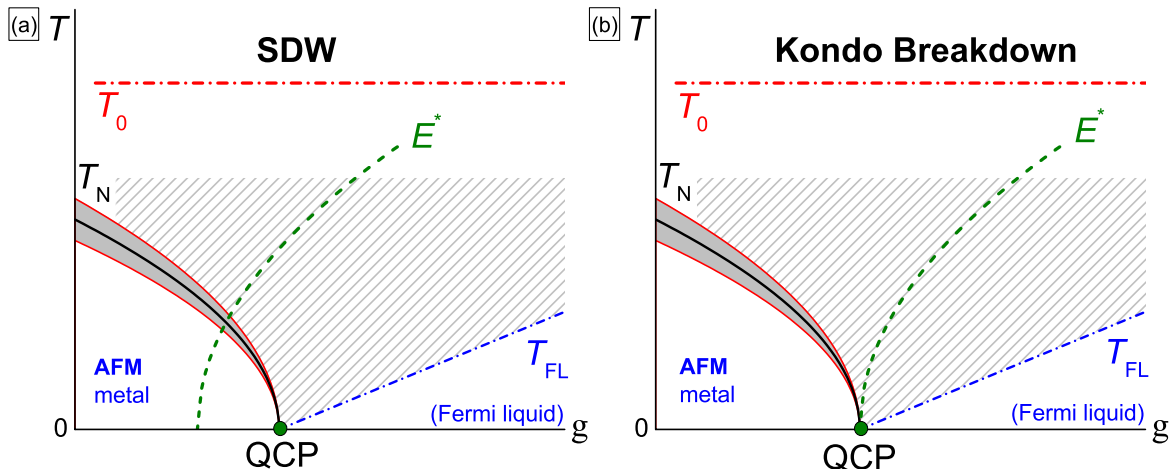 (a)
T
SDW
T0
E*
TN
AFM
metal
TFL
(Fermi liquid)
0
QCP
g
(b)
T
Kondo Breakdown
T0
E*
TN
AFM
metal
TFL
(Fermi liquid)
0
QCP
g